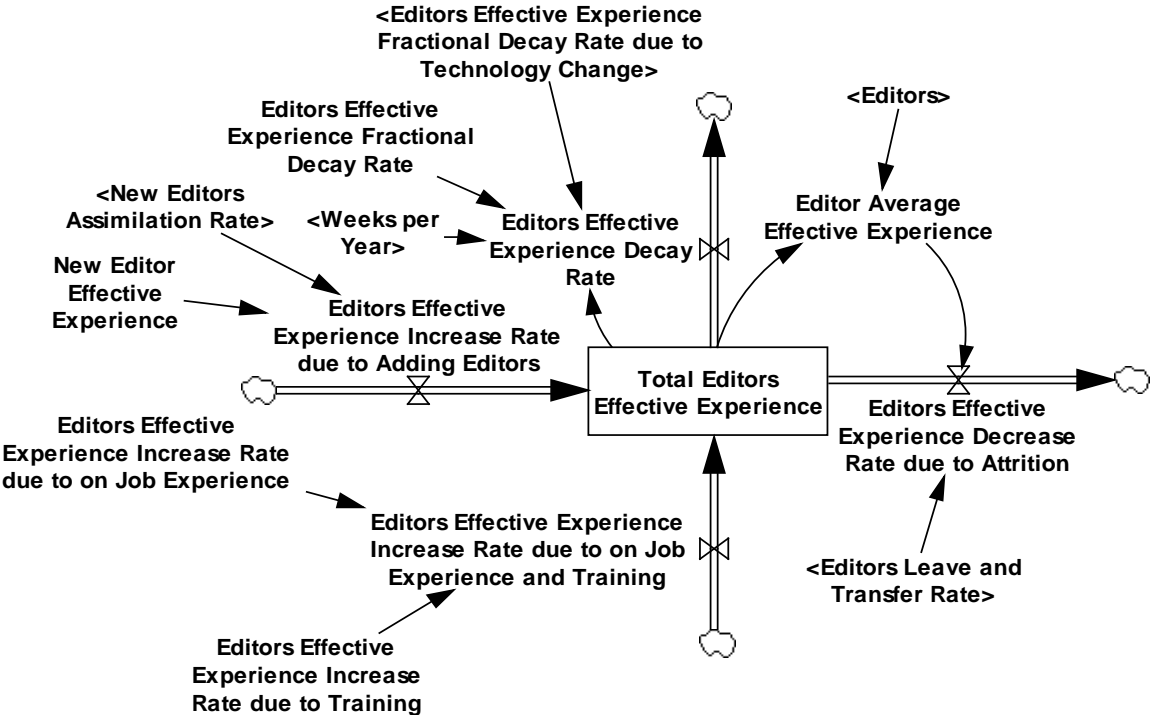 <Editors Effective Experience
Fractional Decay Rate due to
Technology Change>
<Editors>
Editors Effective
Experience Fractional
Decay Rate
<New Editors
Assimilation Rate>
<Weeks per
Year>
Editors Effective
Experience Decay
Rate
Editor Average
Effective Experience
New Editor
Effective
Experience
Editors Effective
Experience Increase Rate
due to Adding Editors
Total Editors
Effective Experience
Editors Effective
Experience Decrease
Rate due to Attrition
Editors Effective
Experience Increase Rate
due to on Job Experience
Editors Effective Experience
Increase Rate due to on Job
Experience and Training
<Editors Leave and
Transfer Rate>
Editors Effective
Experience Increase
Rate due to Training